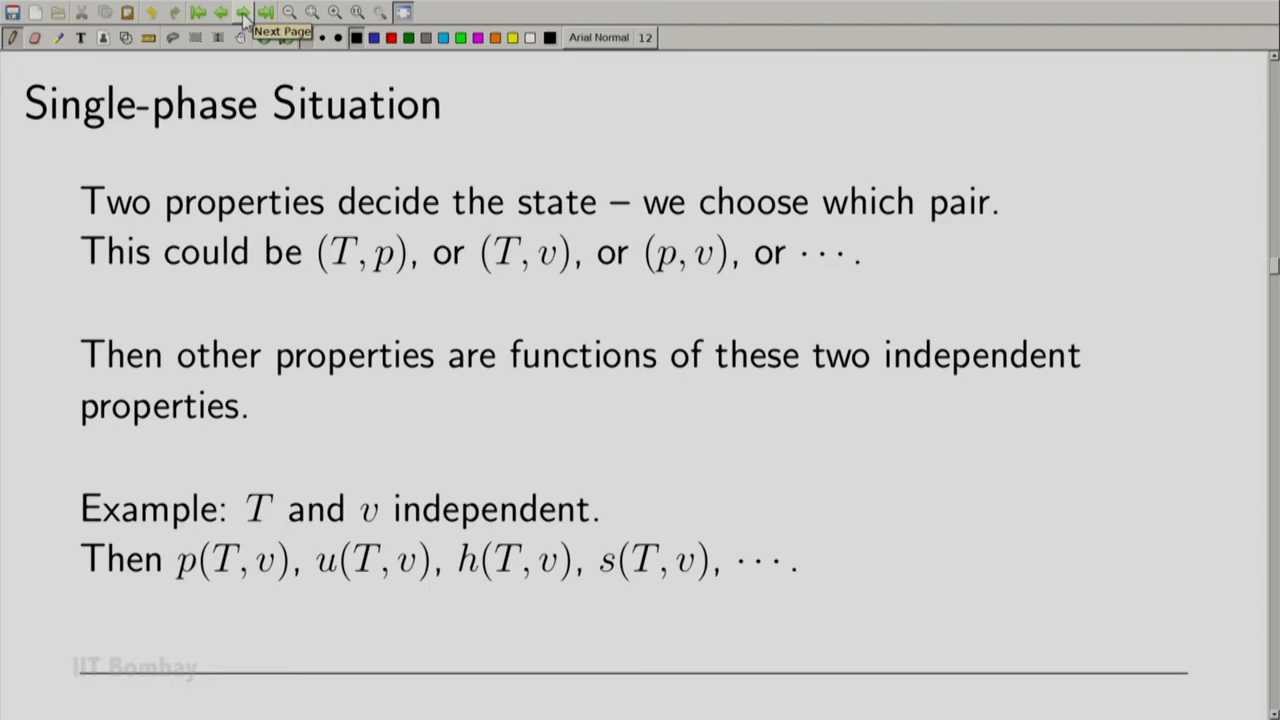 Next Page
T
Arial Normal 12
Single-phase Situation
Two properties decide the state – we choose which pair.
This could be (T, p), or (T, v), or (p, v), or · · · .
Then other properties are functions of these two independent
properties.
Example: T and v independent.
Then p(T, v), u(T, v), h(T, v), s(T, v), · · · .
IIT Bombay